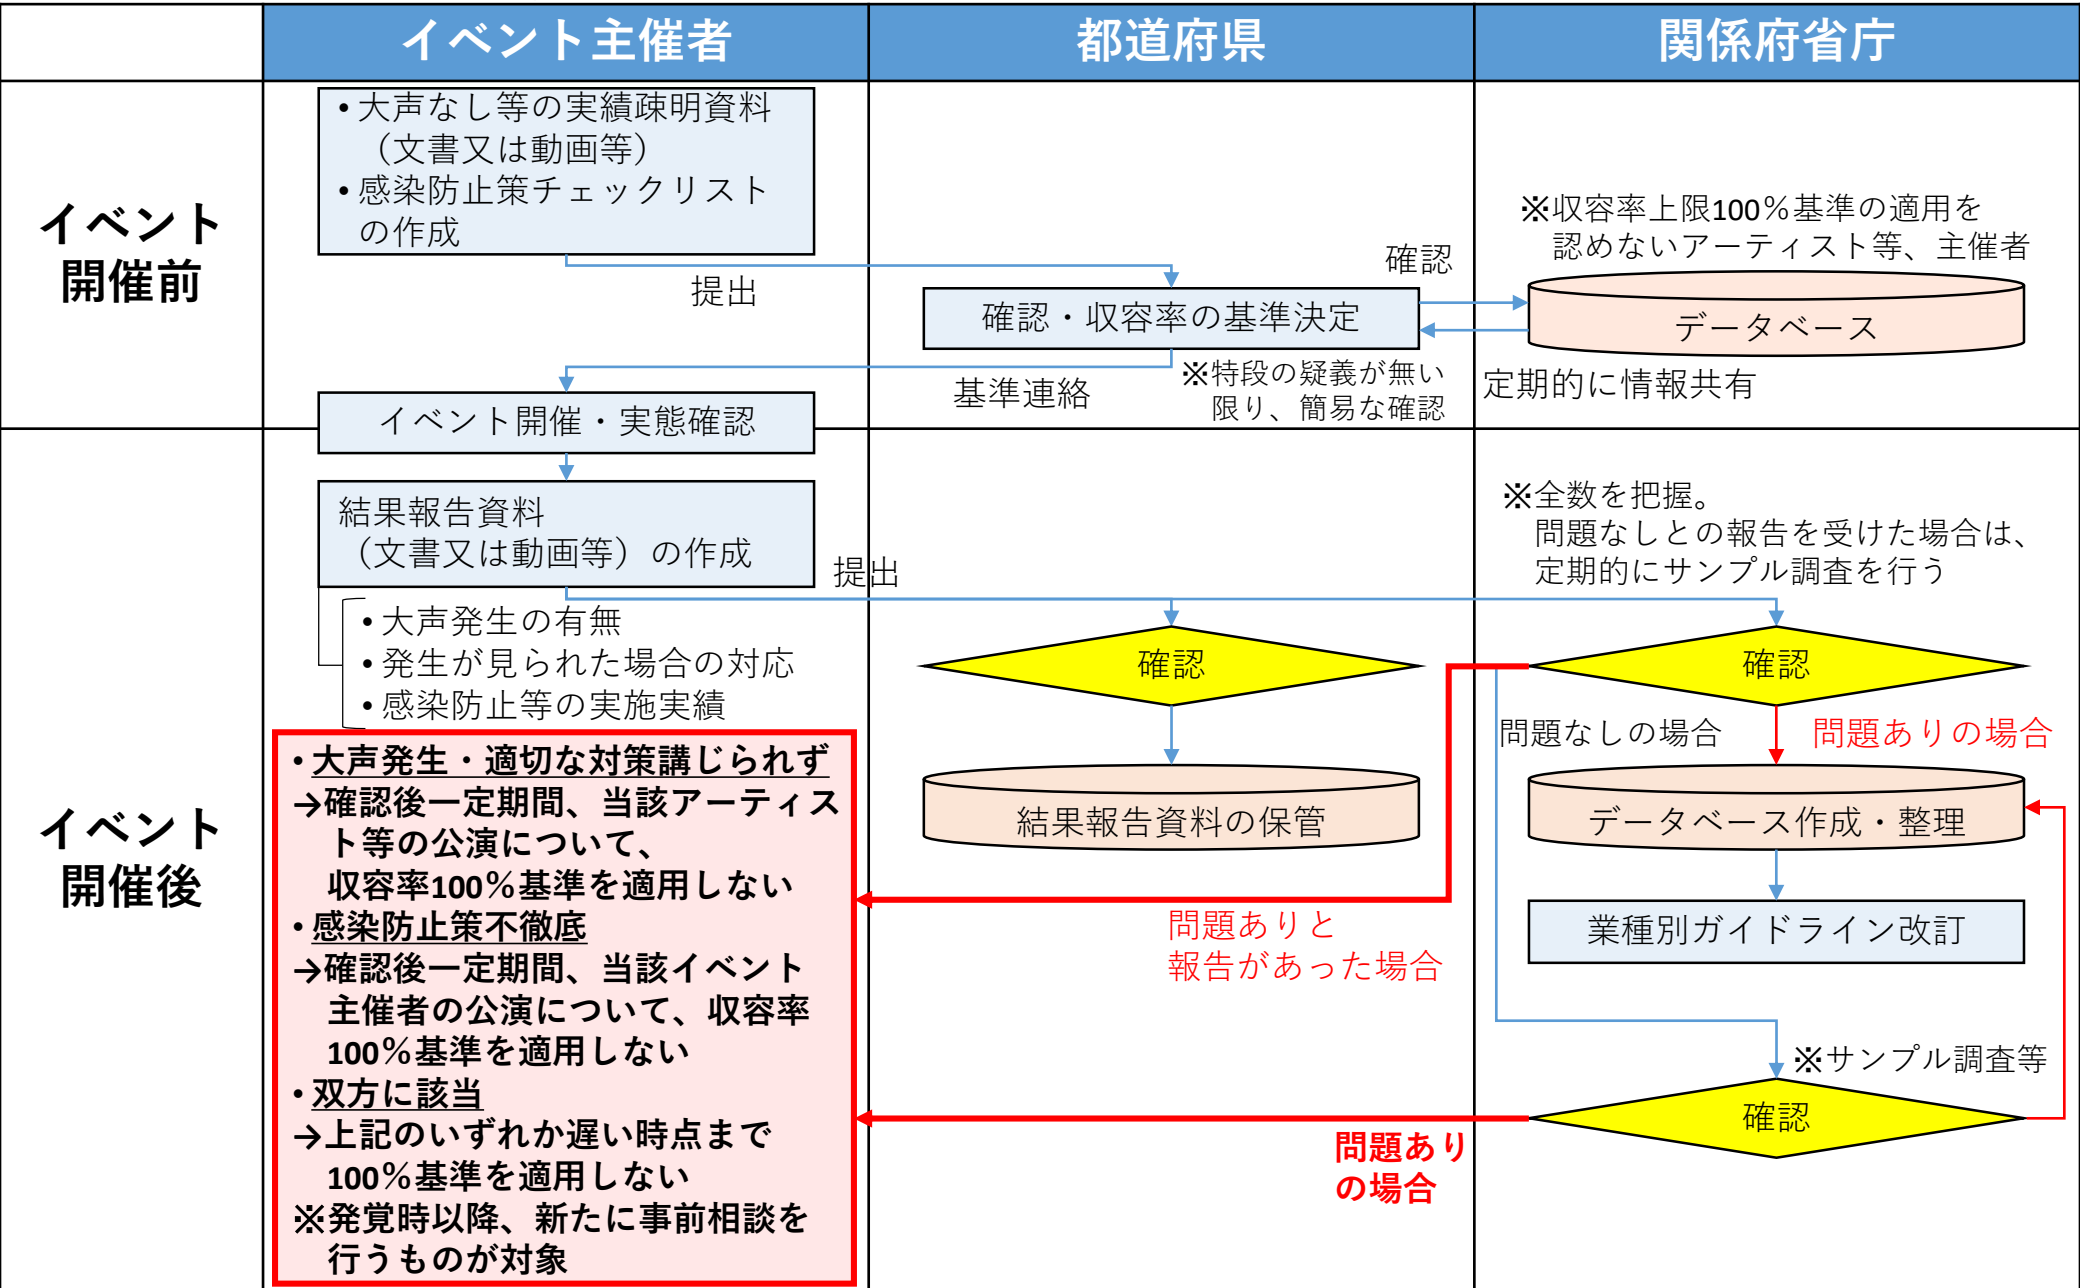 イベント主催者
都道府県
関係府省庁
イベント
開催前
• 大声なし等の実績疎明資料
（文書又は動画等）
• 感染防止策チェックリスト
の作成
提出
確認・収容率の基準決定
確認
※収容率上限100％基準の適用を
認めないアーティスト等、主催者
データベース
定期的に情報共有
※特段の疑義が無い
限り、簡易な確認
基準連絡
イベント開催・実態確認
イベント
開催後
結果報告資料
（文書又は動画等）の作成
提出
• 大声発生の有無
• 発生が見られた場合の対応
• 感染防止等の実施実績
※全数を把握。
問題なしとの報告を受けた場合は、
定期的にサンプル調査を行う
確認
確認
問題なしの場合
問題ありの場合
結果報告資料の保管
データベース作成・整理
業種別ガイドライン改訂
問題ありと
報告があった場合
※サンプル調査等
確認
問題あり
の場合
• 大声発生・適切な対策講じられず
→確認後一定期間、当該アーティス
ト等の公演について、
収容率100％基準を適用しない
• 感染防止策不徹底
→確認後一定期間、当該イベント
主催者の公演について、収容率
100％基準を適用しない
• 双方に該当
→上記のいずれか遅い時点まで
100％基準を適用しない
※発覚時以降、新たに事前相談を
行うものが対象